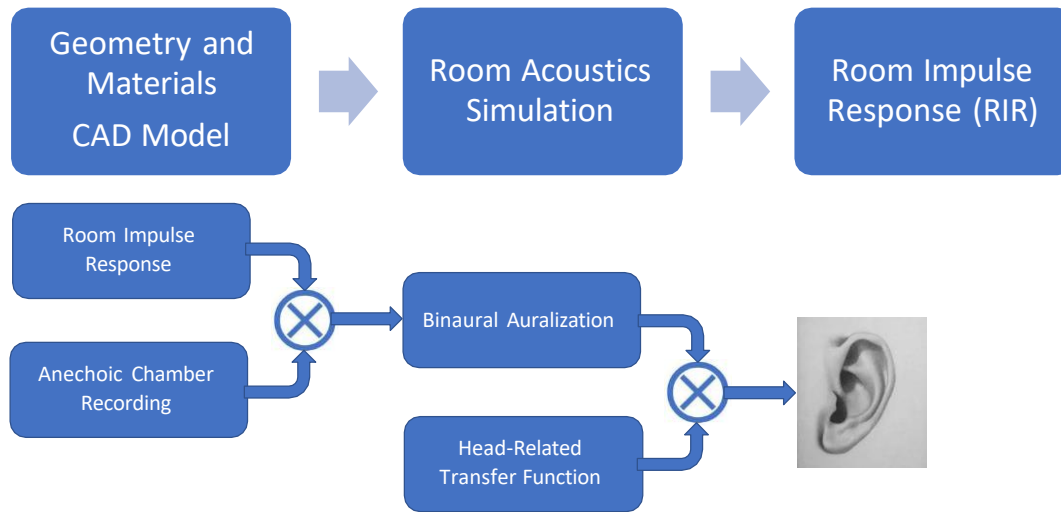 Geometry and
Materials
CAD Model
Room Acoustics
Simulation
Room Impulse
Response (RIR)
Room Impulse
Response
Anechoic Chamber
Recording
Binaural Auralization
Head-Related
Transfer Function